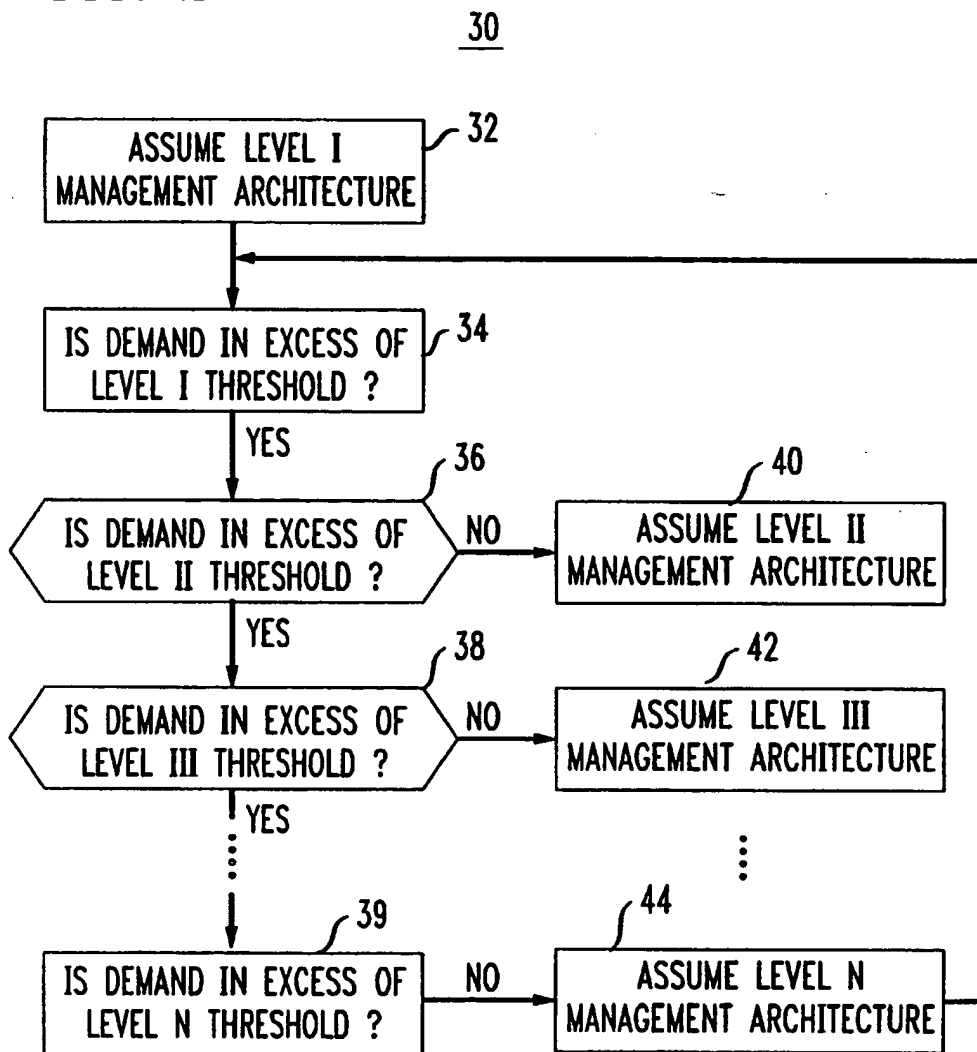 30
ASSUME LEVEL I
MANAGEMENT ARCHITECTURE
32
IS DEMAND IN EXCESS OF
LEVEL I THRESHOLD ?
34
YES
36
IS DEMAND IN EXCESS OF
LEVEL II THRESHOLD ?
NO
40
ASSUME LEVEL II
MANAGEMENT ARCHITECTURE
YES
38
IS DEMAND IN EXCESS OF
LEVEL III THRESHOLD ?
NO
42
ASSUME LEVEL III
MANAGEMENT ARCHITECTURE
YES
39
IS DEMAND IN EXCESS OF
LEVEL N THRESHOLD ?
NO
44
ASSUME LEVEL N
MANAGEMENT ARCHITECTURE